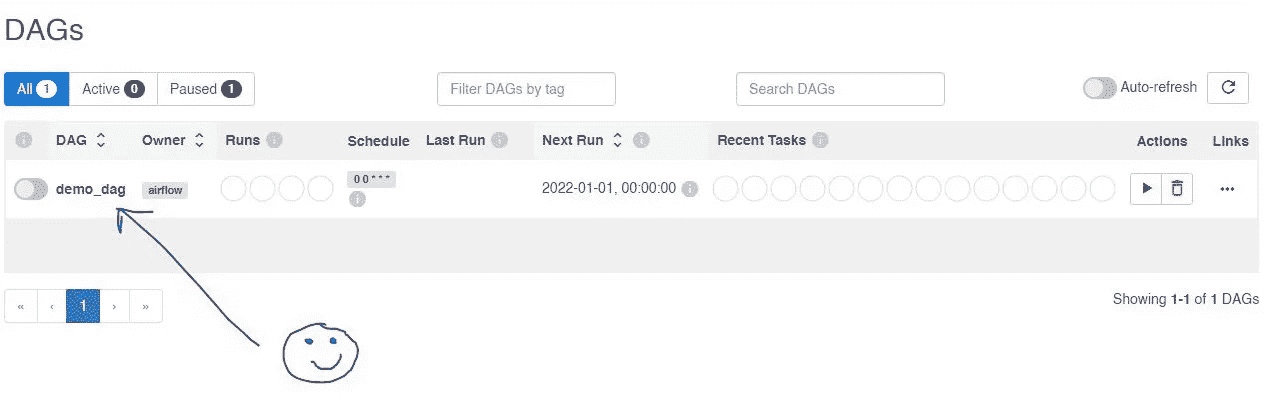 DAGs
All 1 Active 0 Paused 1 Filter DAGs by tag Search DAGs Auto-refresh
DAG Owner Runs Schedule Last Run Next Run Recent Tasks Actions Links
demo_dag airflow 0 0 * * * 2022-01-01, 00:00:00
« ‹ 1 › » Showing 1-1 of 1 DAGs